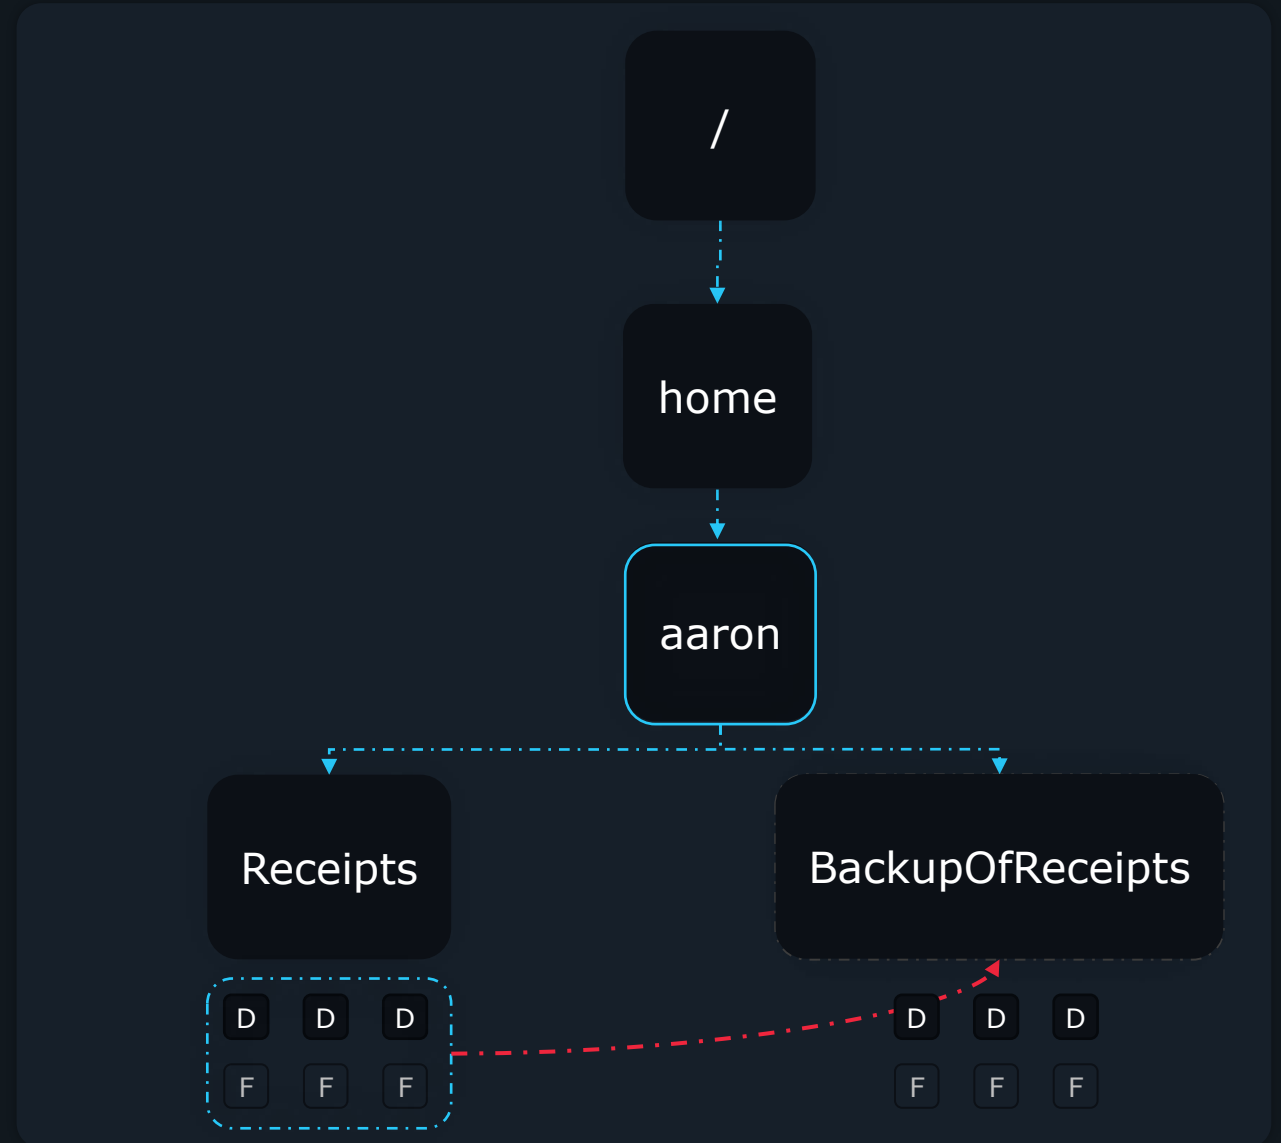 /
home
aaron
Receipts
BackupOfReceipts
D D D
D D D
F F F
F F F